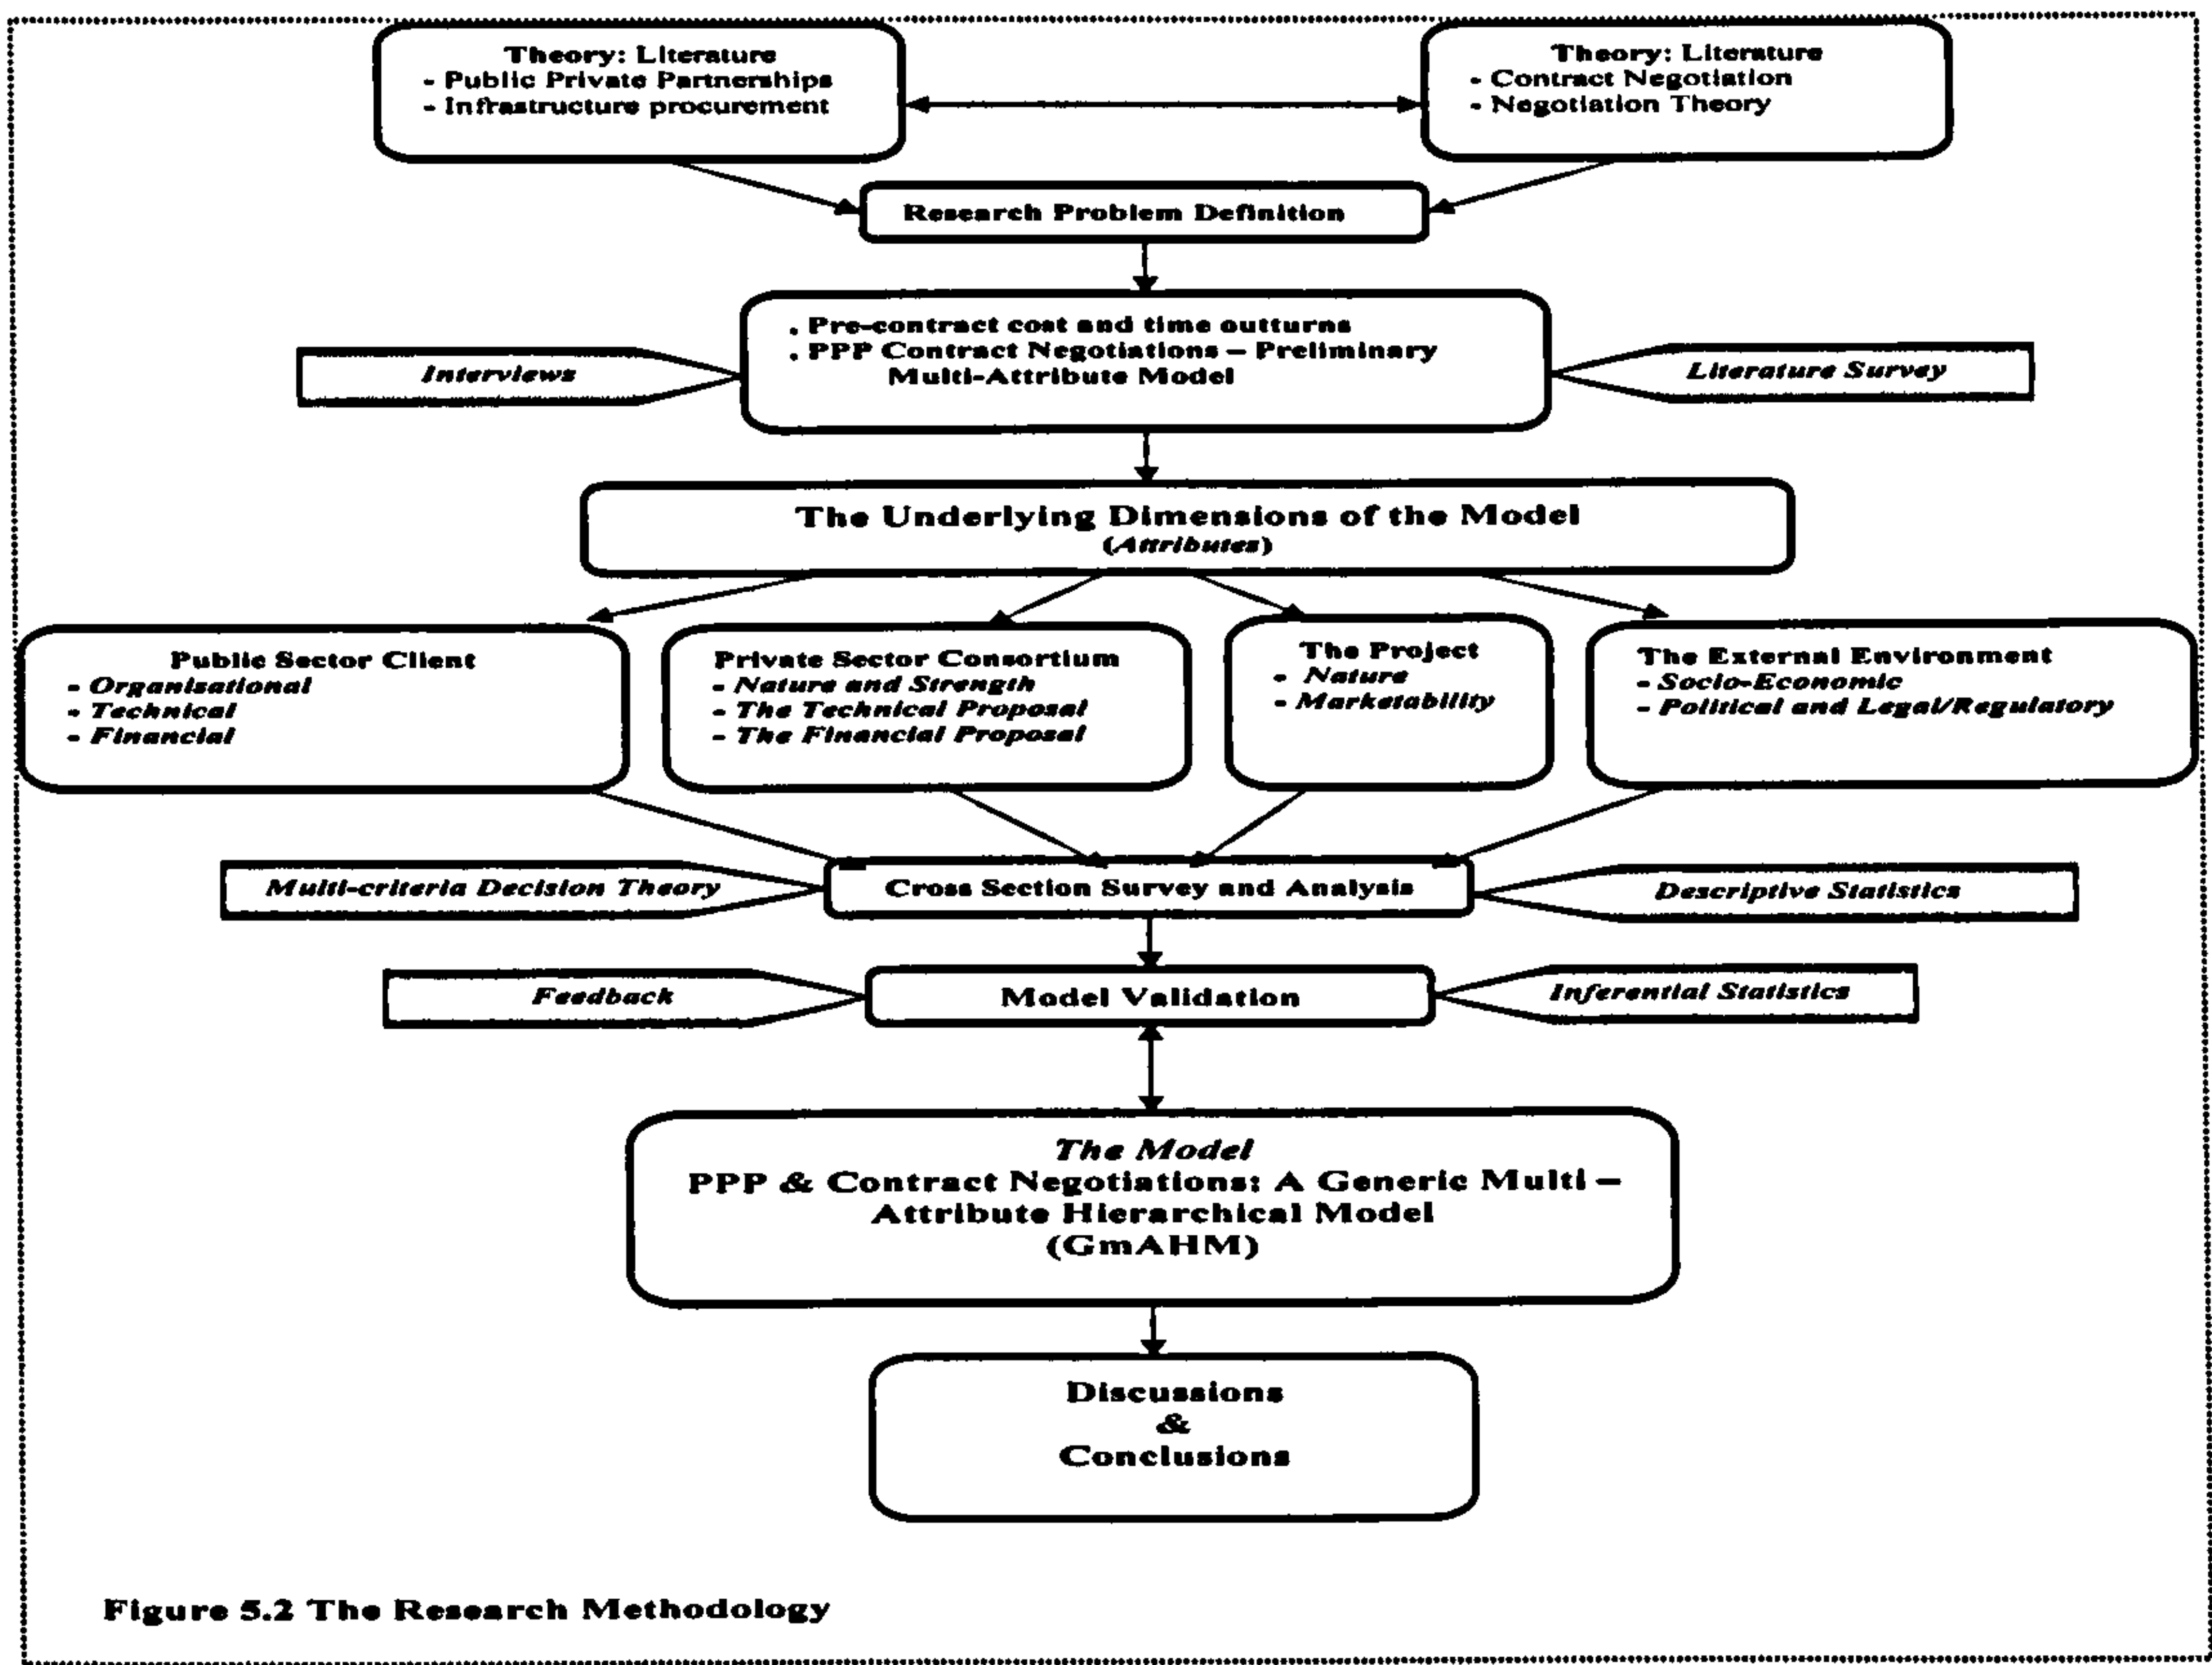 Theory: Literature
- Public Private Partnerships
- Infrastructure procurement
Theory: Literature
- Contract Negotiation
- Negotiation Theory
Research Problem Definition
. Pre-contract cost and time outturns
. PPP Contract Negotiations – Preliminary
Multi-Attribute Model
Interviews
Literature Survey
The Underlying Dimensions of the Model
(Attributes)
Public Sector Client
- Organisational
- Technical
- Financial
Private Sector Consortium
- Nature and Strength
- The Technical Proposal
- The Financial Proposal
The Project
- Nature
- Marketability
The External Environment
- Socio-Economic
- Political and Legal/Regulatory
Multi-criteria Decision Theory
Cross Section Survey and Analysis
Descriptive Statistics
Feedback
Model Validation
Inferential Statistics
The Model
PPP & Contract Negotiations: A Generic Multi –
Attribute Hierarchical Model
(GmAHM)
Discussions
&
Conclusions
Figure 5.2 The Research Methodology